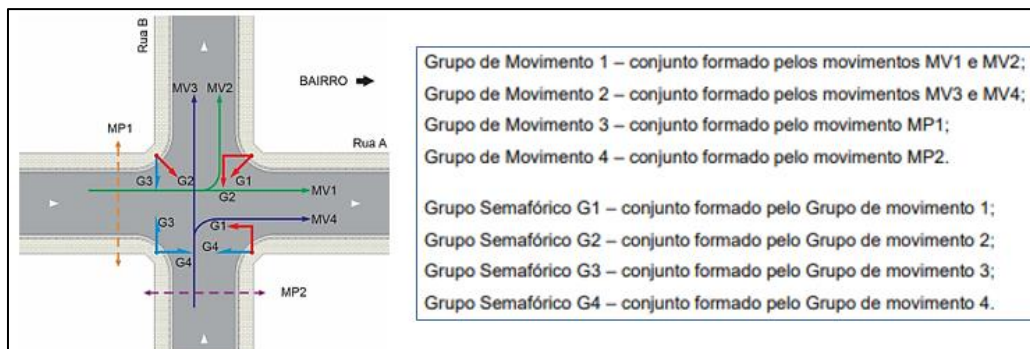 Rua B
BAIRRO
MV3
MV2
MP1
Rua A
G3
G2
G1
G2
MV1
G3
G1
MV4
G4
G4
MP2
Grupo de Movimento 1 – conjunto formado pelos movimentos MV1 e MV2;
Grupo de Movimento 2 – conjunto formado pelos movimentos MV3 e MV4;
Grupo de Movimento 3 – conjunto formado pelo movimento MP1;
Grupo de Movimento 4 – conjunto formado pelo movimento MP2.
Grupo Semafórico G1 – conjunto formado pelo Grupo de movimento 1;
Grupo Semafórico G2 – conjunto formado pelo Grupo de movimento 2;
Grupo Semafórico G3 – conjunto formado pelo Grupo de movimento 3;
Grupo Semafórico G4 – conjunto formado pelo Grupo de movimento 4.